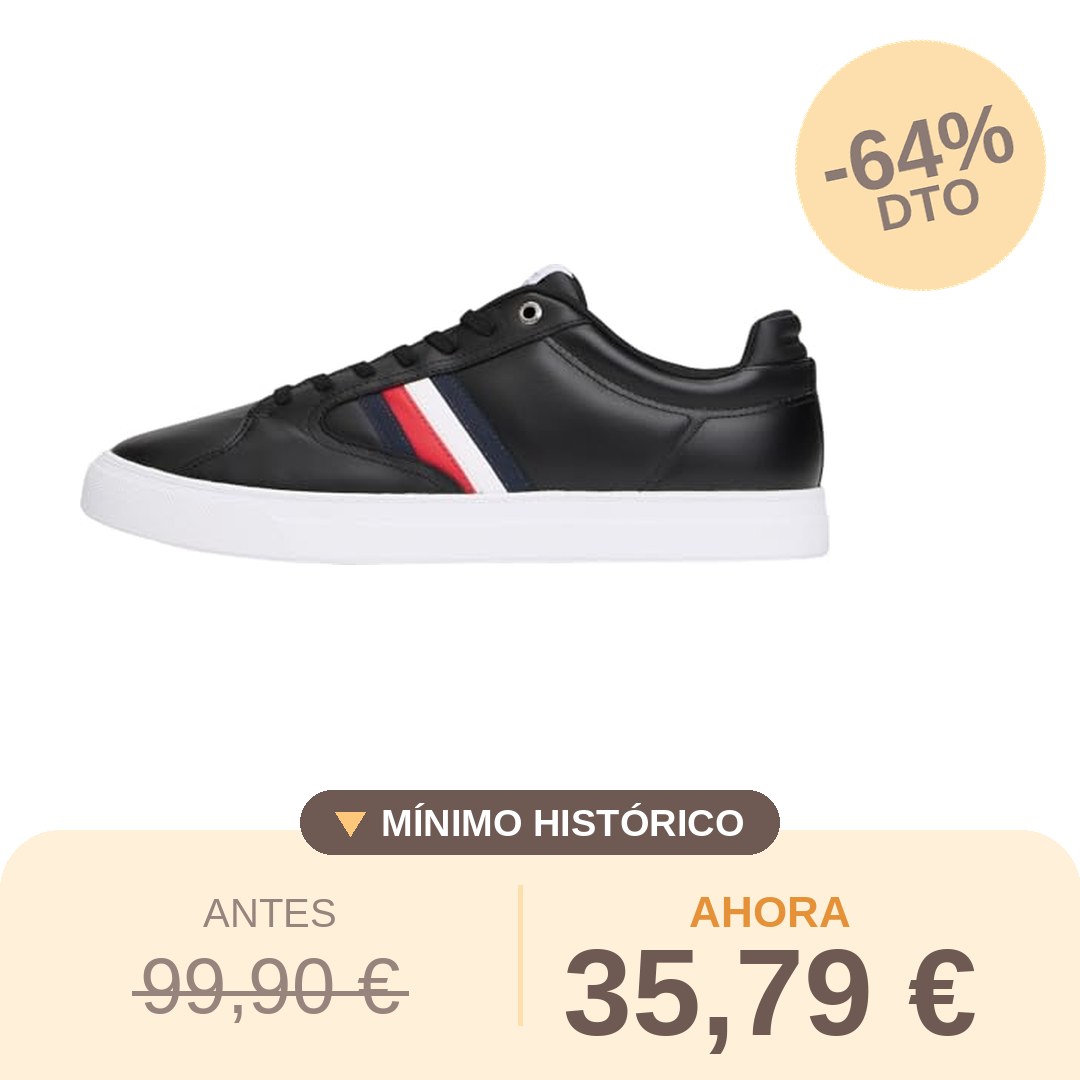 -64%
DTO
MÍNIMO HISTÓRICO
ANTES
99,90 €
AHORA
35,79 €